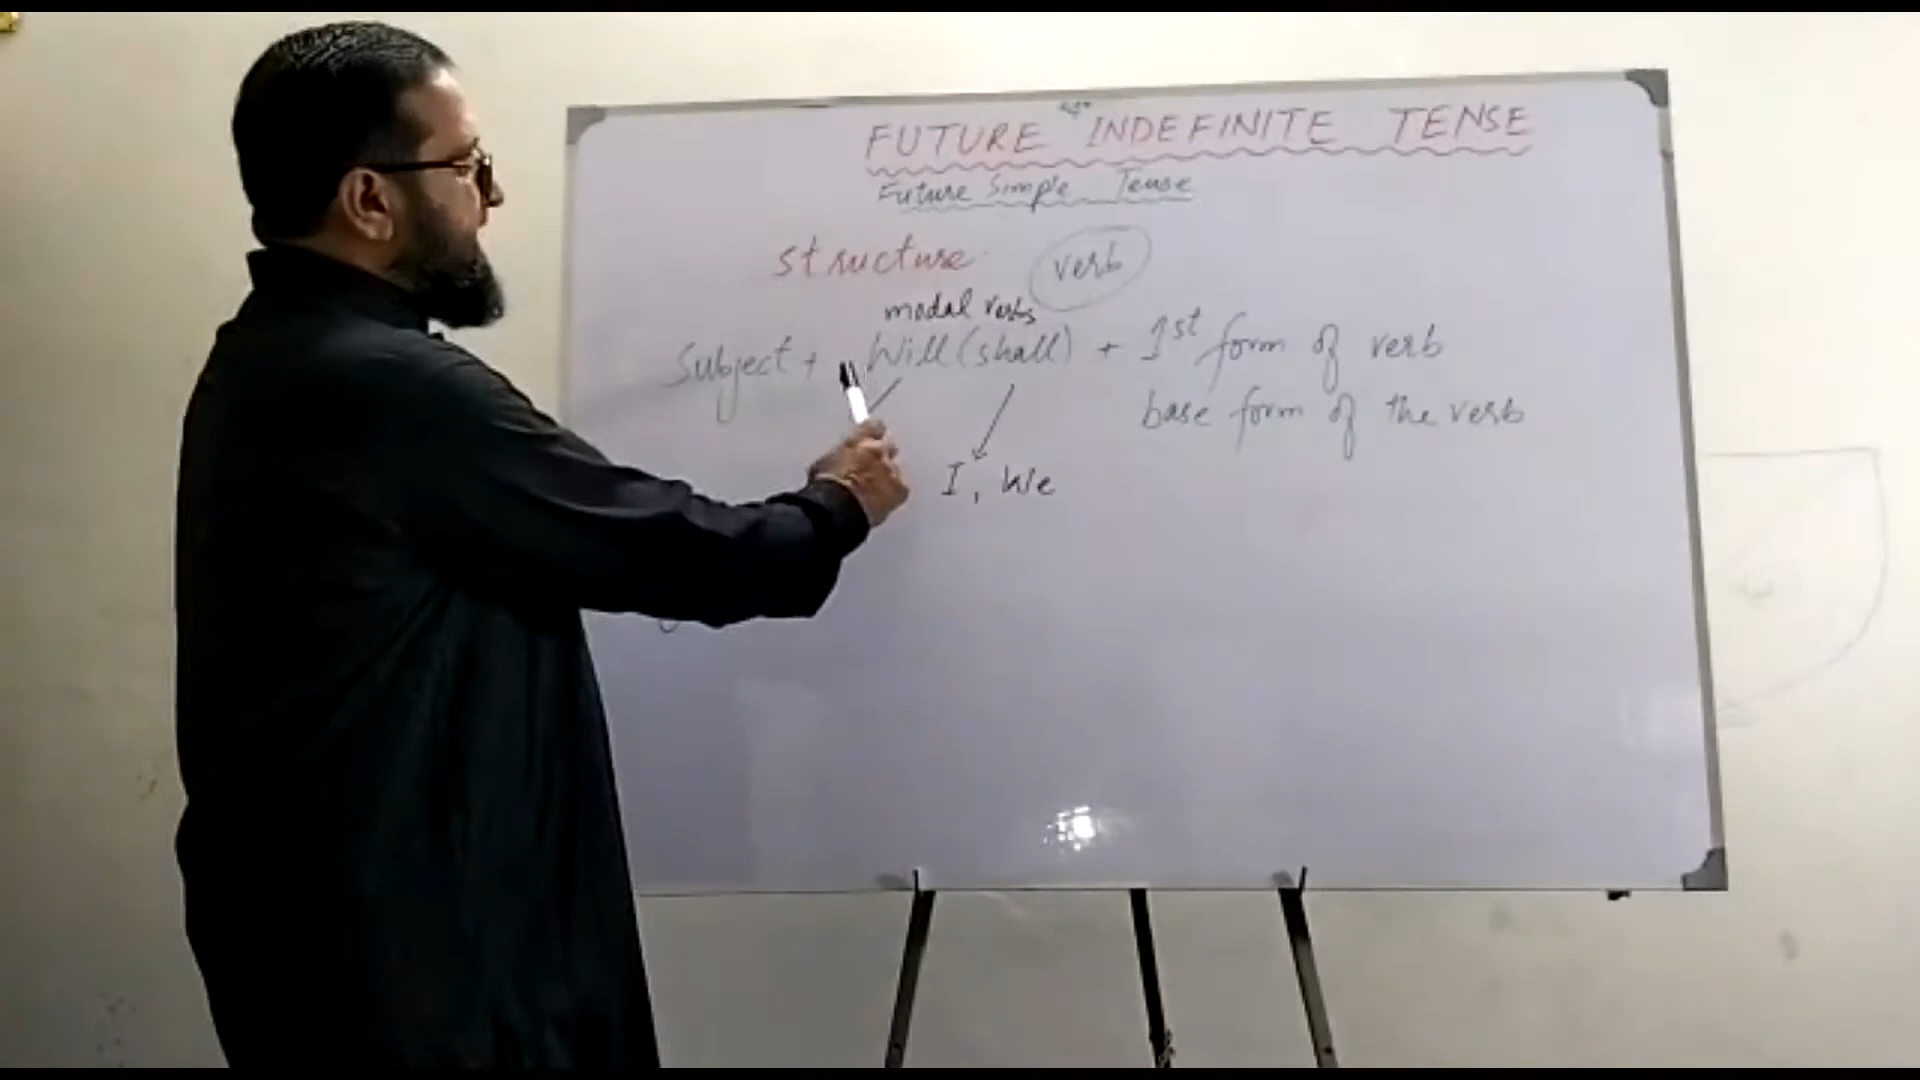 FUTURE INDEFINITE TENSE
Future Simple Tense
structure
verb
modal verbs
Subject + Will (shall) + 1st form of verb
base form of the verb
I, We